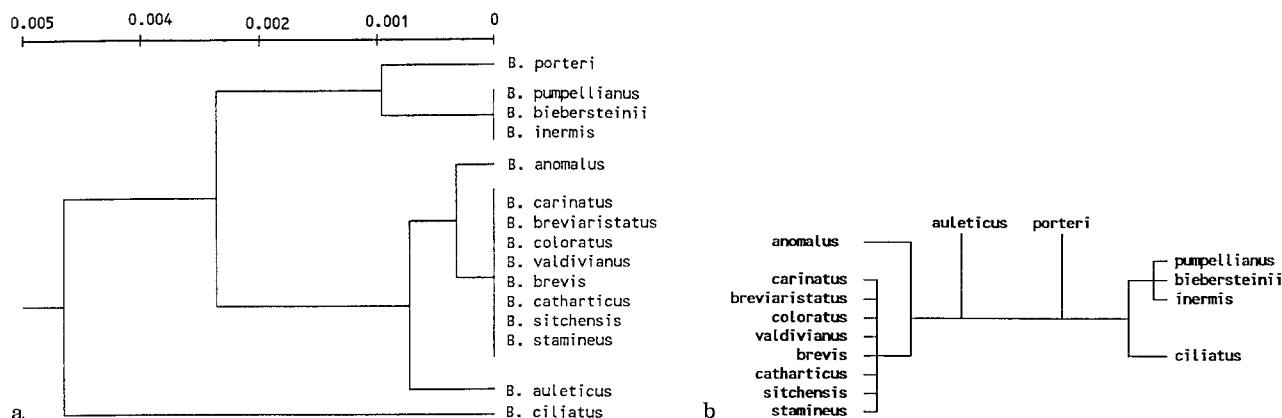 0.005 0.004 0.002 0.001 0
B. porteri
B. pumpellianus
B. biebersteinii
B. inermis
B. anomalus
B. carinatus
B. breviaristatus
B. coloratus
B. valdivianus
B. brevis
B. catharticus
B. sitchensis
B. stamineus
B. auleticus
B. ciliatus
a
auleticus porteri
anomalus
carinatus
breviaristatus
coloratus
valdivianus
brevis
catharticus
sitchensis
stamineus
pumpellianus
biebersteinii
inermis
ciliatus
b